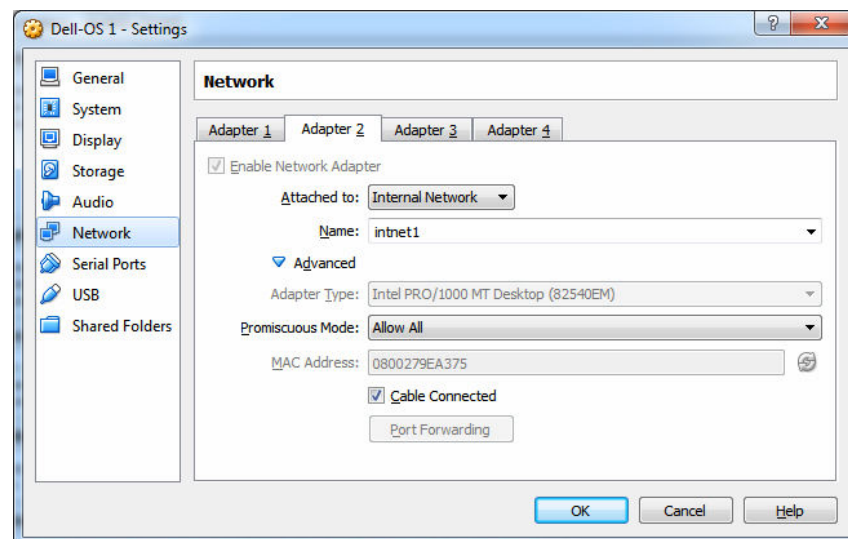 Dell-OS 1 - Settings
General
System
Display
Storage
Audio
Network
Serial Ports
USB
Shared Folders
Network
Adapter 1 Adapter 2 Adapter 3 Adapter 4
Enable Network Adapter
Attached to: Internal Network
Name: intnet1
Advanced
Adapter Type: Intel PRO/1000 MT Desktop (82540EM)
Promiscuous Mode: Allow All
MAC Address: 0800279EA375
Cable Connected
Port Forwarding
OK Cancel Help